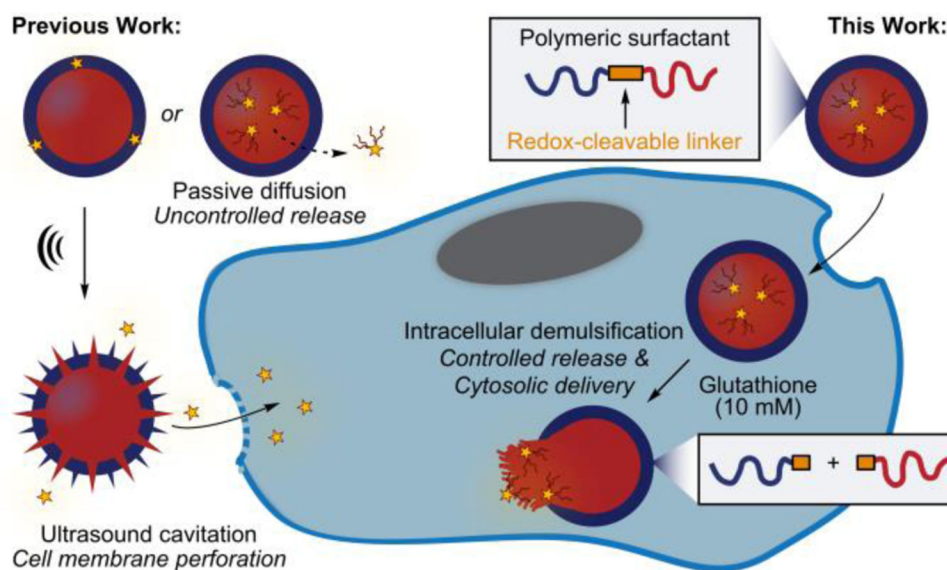 Previous Work:
or
Passive diffusion
Uncontrolled release
Ultrasound cavitation
Cell membrane perforation
This Work:
Polymeric surfactant
Redox-cleavable linker
Intracellular demulsification
Controlled release &
Cytosolic delivery
Glutathione
(10 mM)
+